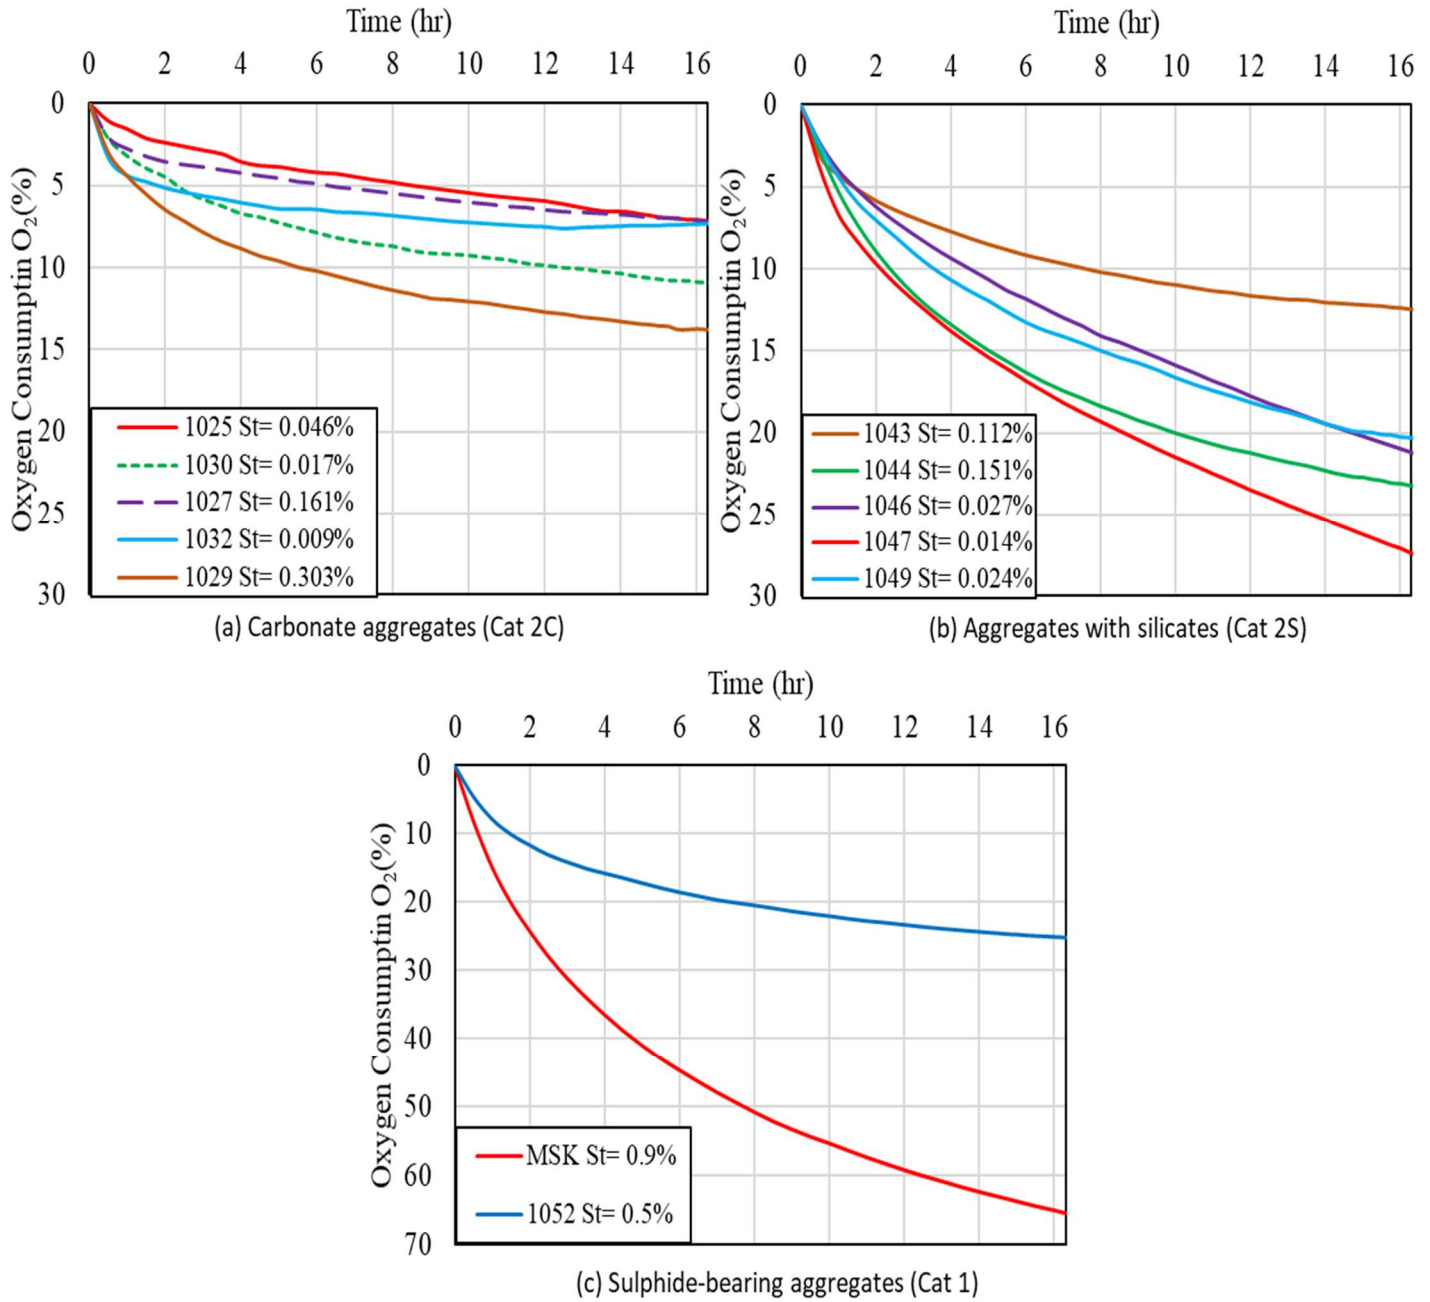 Time (hr)
0 2 4 6 8 10 12 14 16
Oxygen Consumptin O₂(%)
0
5
10
15
20
25
30
1025 St= 0.046%
1030 St= 0.017%
1027 St= 0.161%
1032 St= 0.009%
1029 St= 0.303%
(a) Carbonate aggregates (Cat 2C)
Time (hr)
0 2 4 6 8 10 12 14 16
Oxygen Consumptin O₂(%)
0
5
10
15
20
25
30
1043 St= 0.112%
1044 St= 0.151%
1046 St= 0.027%
1047 St= 0.014%
1049 St= 0.024%
(b) Aggregates with silicates (Cat 2S)
Time (hr)
0 2 4 6 8 10 12 14 16
Oxygen Consumptin O₂(%)
0
10
20
30
40
50
60
70
MSK St= 0.9%
1052 St= 0.5%
(c) Sulphide-bearing aggregates (Cat 1)